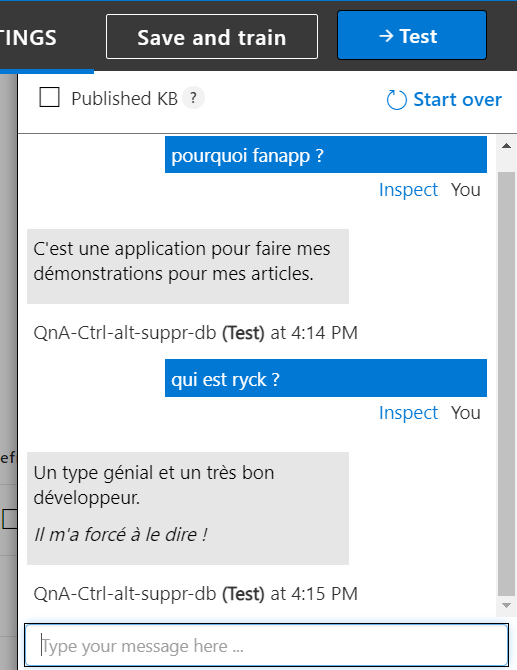 TINGS
Save and train
→ Test
Published KB ?
Start over
pourquoi fanapp ?
Inspect You
C'est une application pour faire mes
démonstrations pour mes articles.
QnA-Ctrl-alt-suppr-db (Test) at 4:14 PM
qui est ryck ?
Inspect You
Un type génial et un très bon
développeur.
Il m'a forcé à le dire !
QnA-Ctrl-alt-suppr-db (Test) at 4:15 PM
Type your message here ...